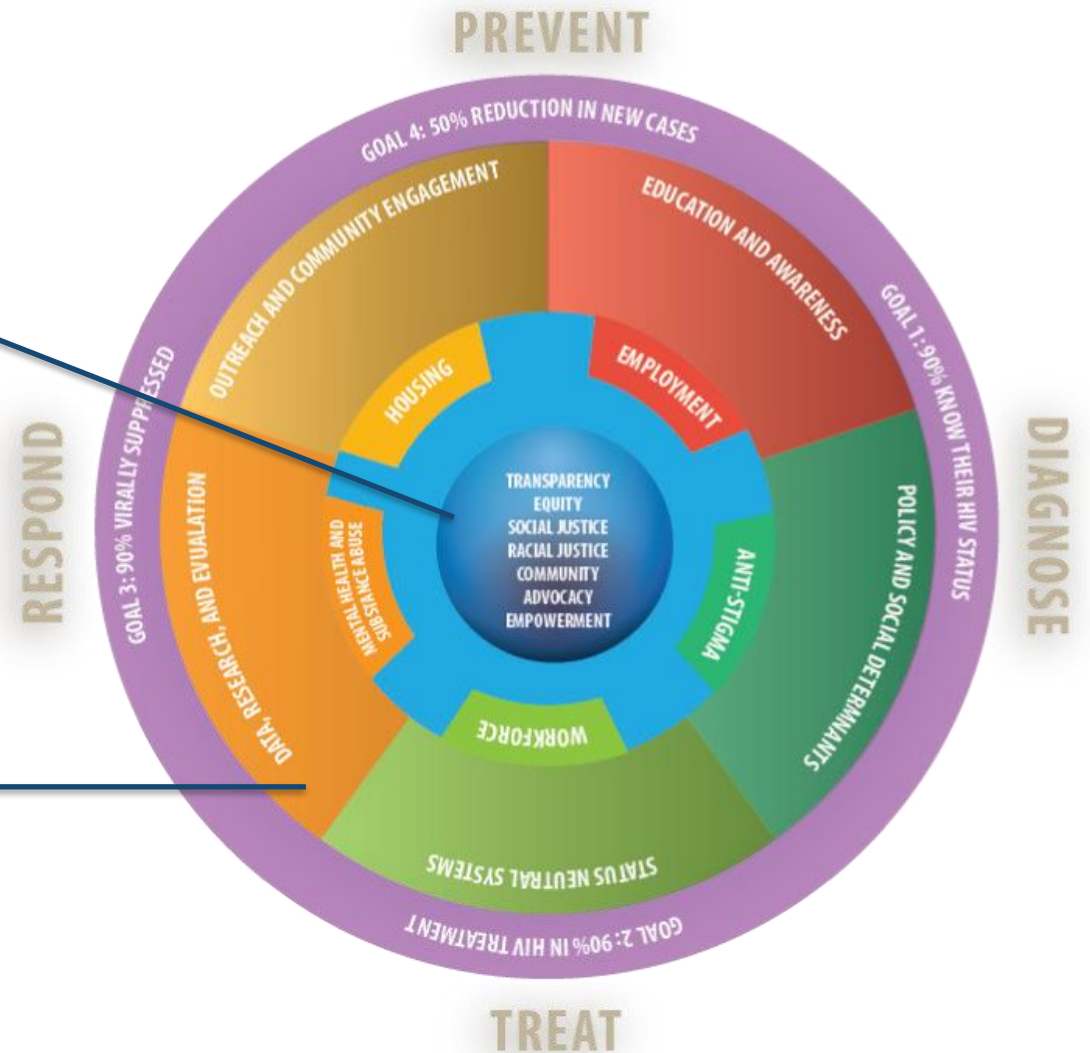 PREVENT
GOAL 4: 50% REDUCTION IN NEW CASES
OUTREACH AND COMMUNITY ENGAGEMENT
EDUCATION AND AWARENESS
GOAL 1: 90% KNOW THEIR HIV STATUS
HOUSING
EMPLOYMENT
GOAL 3: 90% VIRALLY SUPPRESSED
RESPOND
DIAGNOSE
TRANSPARENCY
EQUITY
SOCIAL JUSTICE
RACIAL JUSTICE
COMMUNITY
ADVOCACY
EMPOWERMENT
DATA, RESEARCH, AND EVUALATION
MENTAL HEALTH AND
SUBSTANCE ABUSE
ANTI-STIGMA
POLICY AND SOCIAL DETERMNANTS
WORKFORCE
STATUS NEUTRAL SYSTEMS
GOAL 2: 90% IN HIV TREATMENT
TREAT